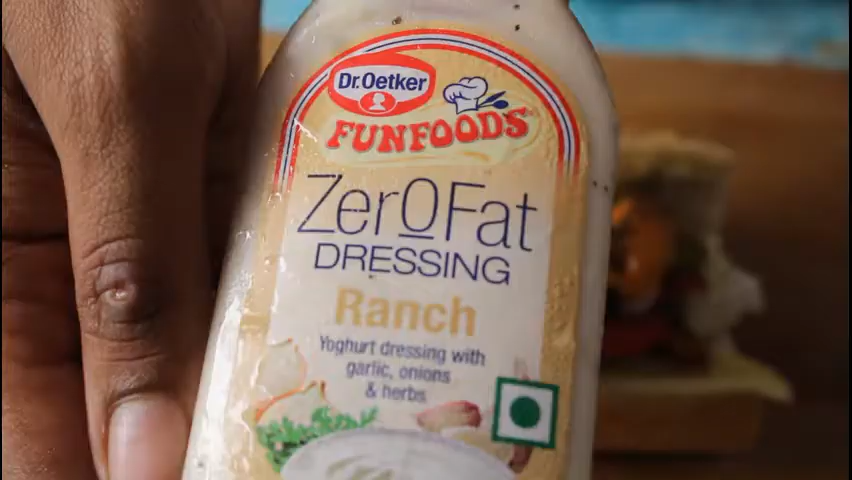 Dr.Oetker
FUNFOODS
ZerOFat
DRESSING
Ranch
Yoghurt dressing with
garlic, onions
& herbs